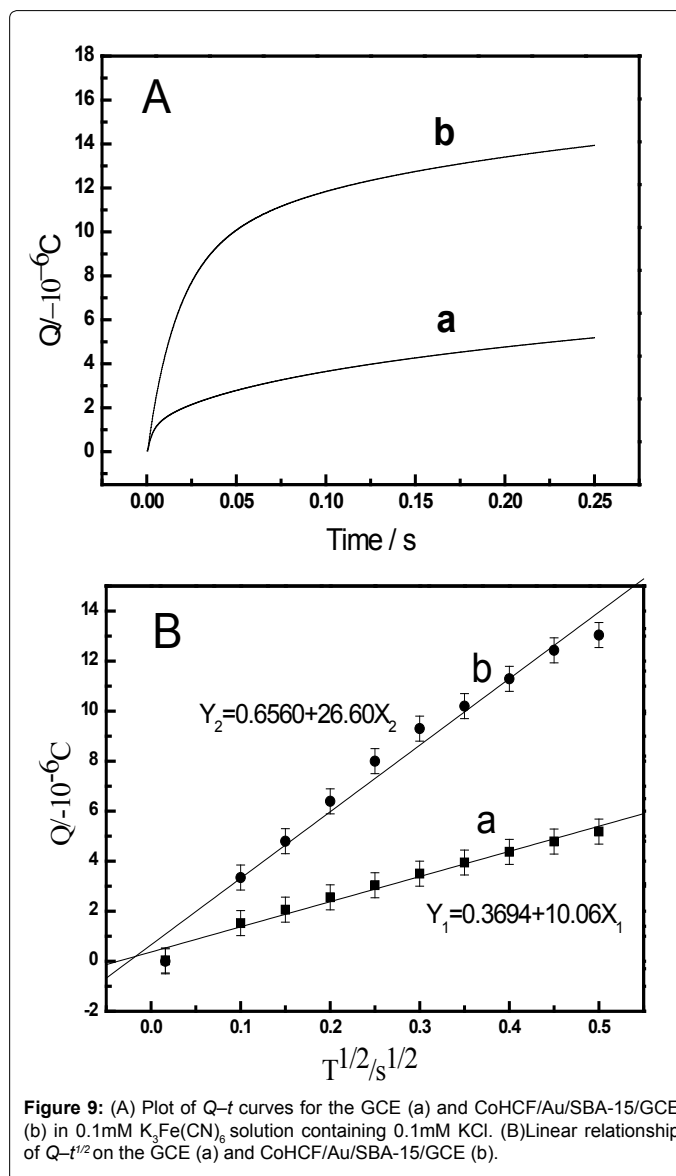 18
16
14
12
10
8
6
4
2
0
A
b
a
Q/–10⁻⁶C
0.00 0.05 0.10 0.15 0.20 0.25
Time / s
14
12
10
8
6
4
2
0
-2
B
b
Y₂=0.6560+26.60X₂
a
Y₁=0.3694+10.06X₁
Q/-10⁻⁶C
0.0 0.1 0.2 0.3 0.4 0.5
T¹/²/s¹/²
Figure 9: (A) Plot of Q–t curves for the GCE (a) and CoHCF/Au/SBA-15/GCE
(b) in 0.1mM K₃Fe(CN)₆ solution containing 0.1mM KCl. (B)Linear relationship
of Q–t¹/² on the GCE (a) and CoHCF/Au/SBA-15/GCE (b).